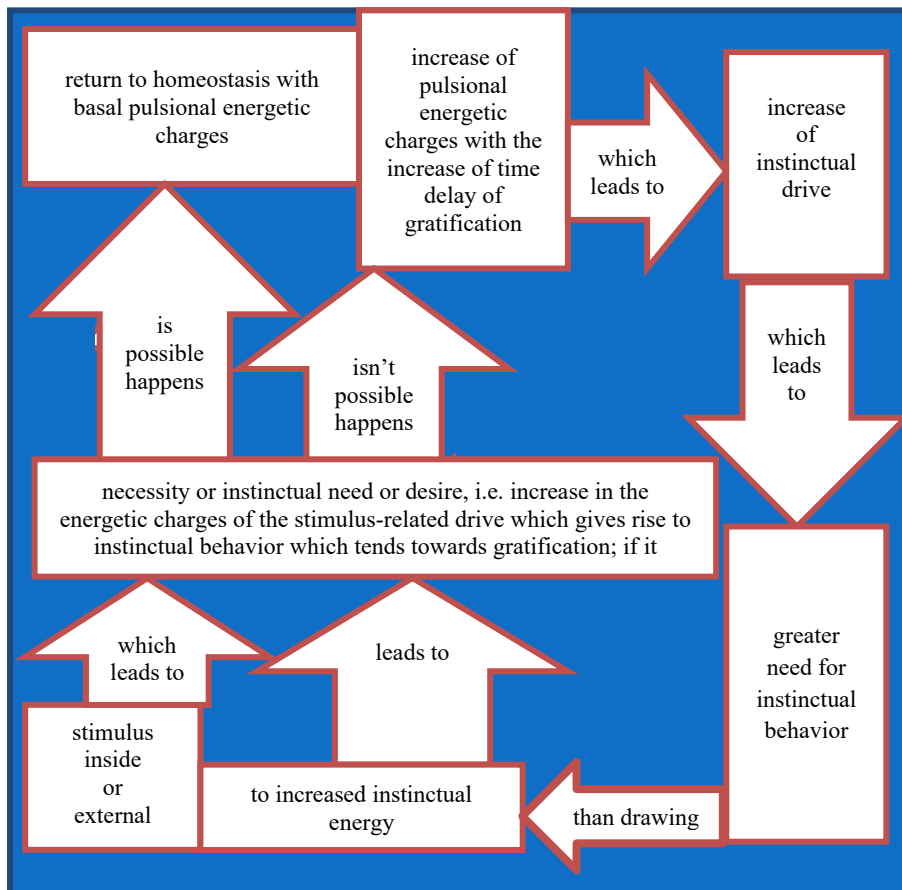 return to homeostasis with
basal pulsional energetic
charges
increase of
pulsional
energetic
charges with the
increase of time
delay of
gratification
which
leads to
increase
of
instinctual
drive
is
possible
happens
isn't
possible
happens
which
leads
to
necessity or instinctual need or desire, i.e. increase in the
energetic charges of the stimulus-related drive which gives rise to
instinctual behavior which tends towards gratification; if it
which
leads to
leads to
greater
need for
instinctual
behavior
stimulus
inside
or
external
to increased instinctual
energy
than drawing